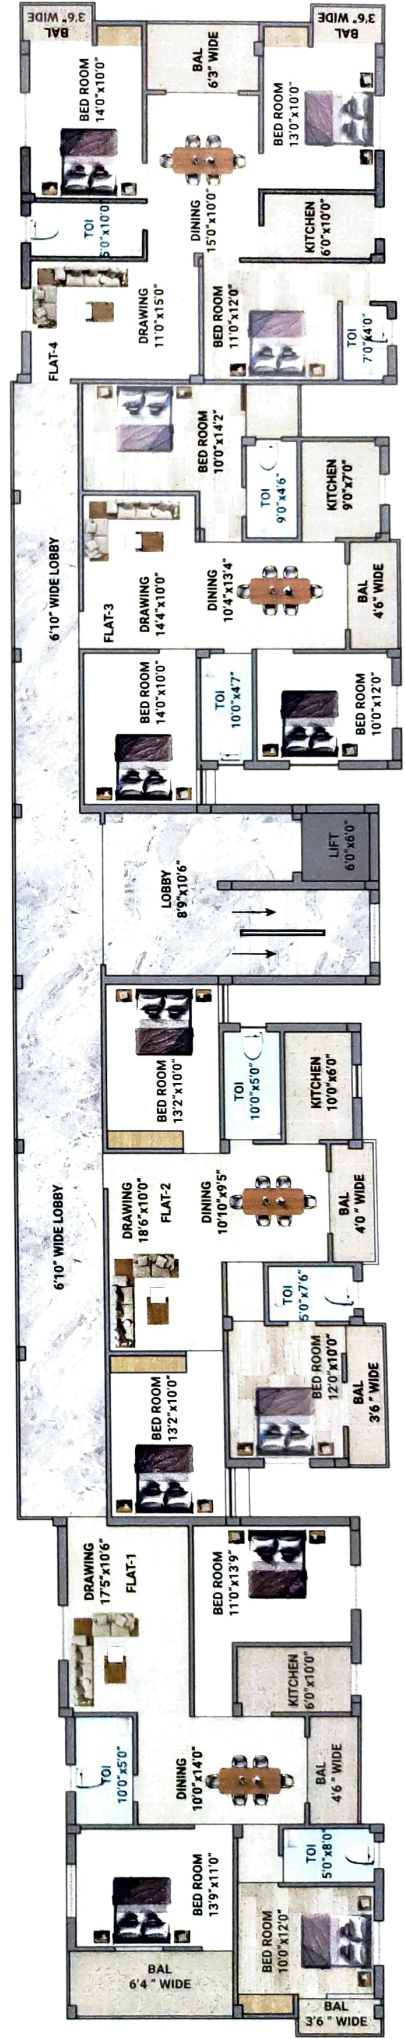 BAL
3'6" WIDE
BAL
3'6" WIDE
BED ROOM
14'0"x10'0"
BAL
6'3" WIDE
BED ROOM
13'0"x10'0"
TOI
DINING
15'0"x10'0"
KITCHEN
6'0"x10'0"
FLAT-4
DRAWING
11'0"x15'0"
BED ROOM
11'0"x12'0"
TOI
7'0"x4'0"
BED ROOM
10'0"x14'2"
TOI
9'0"x4'6"
KITCHEN
9'0"x7'0"
6'10" WIDE LOBBY
FLAT-3
DRAWING
14'4"x10'0"
DINING
10'4"x13'4"
BAL
4'6" WIDE
BED ROOM
14'0"x10'0"
TOI
10'0"x4'7"
BED ROOM
10'0"x12'0"
LOBBY
8'9"x10'6"
LIFT
6'0"x6'0"
BED ROOM
13'2"x10'0"
TOI
10'0"x5'0"
KITCHEN
10'0"x6'0"
6'10" WIDE LOBBY
DRAWING
18'6"x10'0"
FLAT-2
DINING
10'10"x9'5"
BAL
4'0" WIDE
TOI
5'0"x7'6"
BED ROOM
13'2"x10'0"
BED ROOM
12'0"x10'0"
BAL
3'6" WIDE
DRAWING
17'5"x10'6"
FLAT-1
BED ROOM
11'0"x13'9"
KITCHEN
6'0"x10'0"
TOI
10'0"x5'0"
DINING
10'0"x14'0"
BAL
4'6" WIDE
BED ROOM
13'9"x11'0"
TOI
5'0"x8'0"
BED ROOM
10'0"x12'0"
BAL
6'4" WIDE
BAL
3'6" WIDE